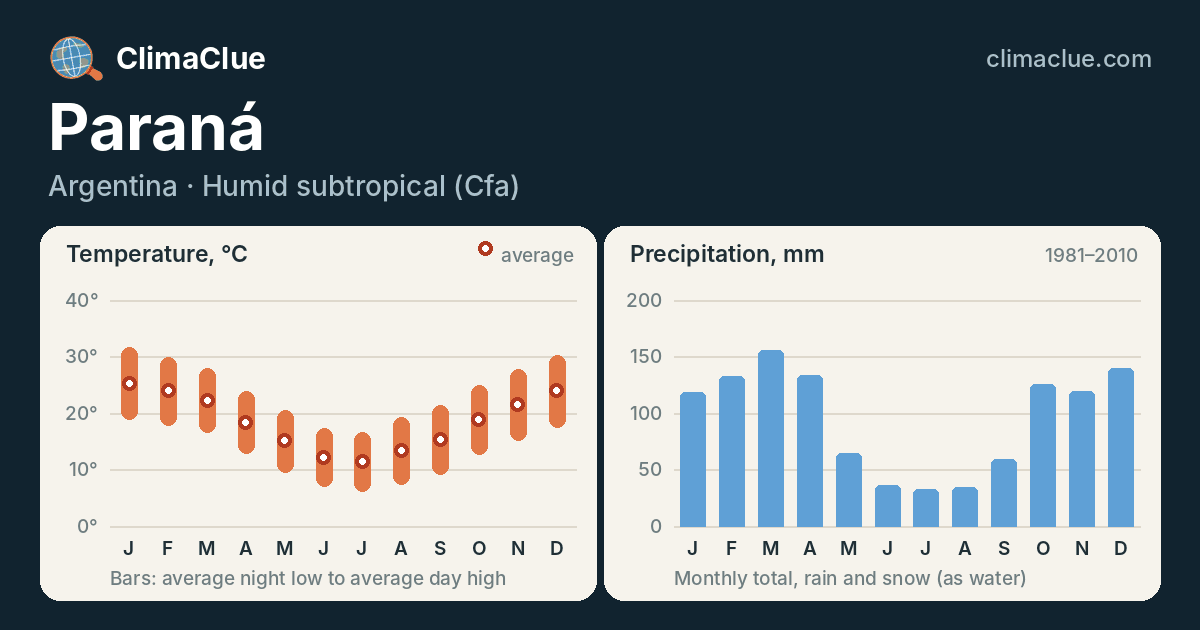 ClimaClue
climaclue.com
Paraná
Argentina · Humid subtropical (Cfa)
Temperature, °C
average
40°
30°
20°
10°
0°
J F M A M J J A S O N D
Bars: average night low to average day high
Precipitation, mm
1981–2010
200
150
100
50
0
J F M A M J J A S O N D
Monthly total, rain and snow (as water)